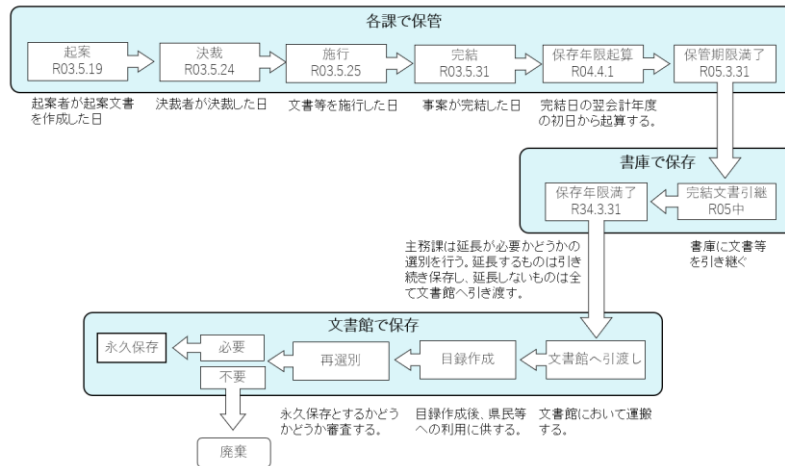 各課で保管
起案
R03.5.19
決裁
R03.5.24
施行
R03.5.25
完結
R03.5.31
保存年限起算
R04.4.1
保管期限満了
R05.3.31
起案者が起案文書
を作成した日
決裁者が決裁した日
文書等を施行した日
事案が完結した日
完結日の翌会計年度
の初日から起算する。
書庫で保存
保存年限満了
R34.3.31
完結文書引継
R05中
主務課は延長が必要かどうかの
選別を行う。延長するものは引き
続き保存し、延長しないものは全
て文書館へ引き渡す。
書庫に文書等
を引き継ぐ
文書館で保存
永久保存
必要
不要
再選別
目録作成
文書館へ引渡し
永久保存とするかどう
かどうか審査する。
目録作成後、県民等
への利用に供する。
文書館において運搬
する。
廃棄